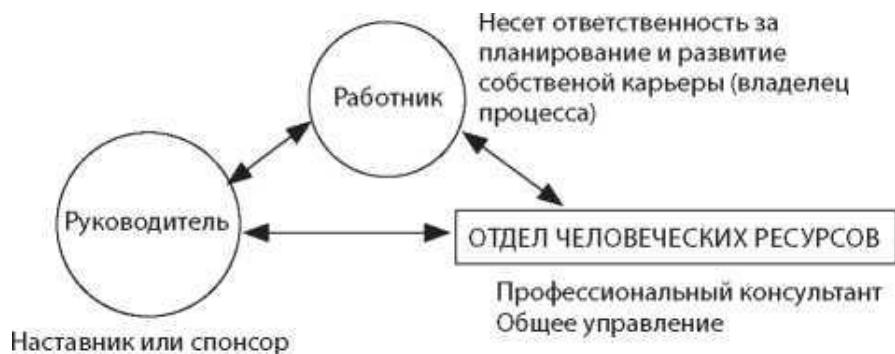 Несет ответственность за
планирование и развитие
собственой карьеры (владелец
процесса)
Работник
Руководитель
ОТДЕЛ ЧЕЛОВЕЧЕСКИХ РЕСУРСОВ
Профессиональный консультант
Общее управление
Наставник или спонсор